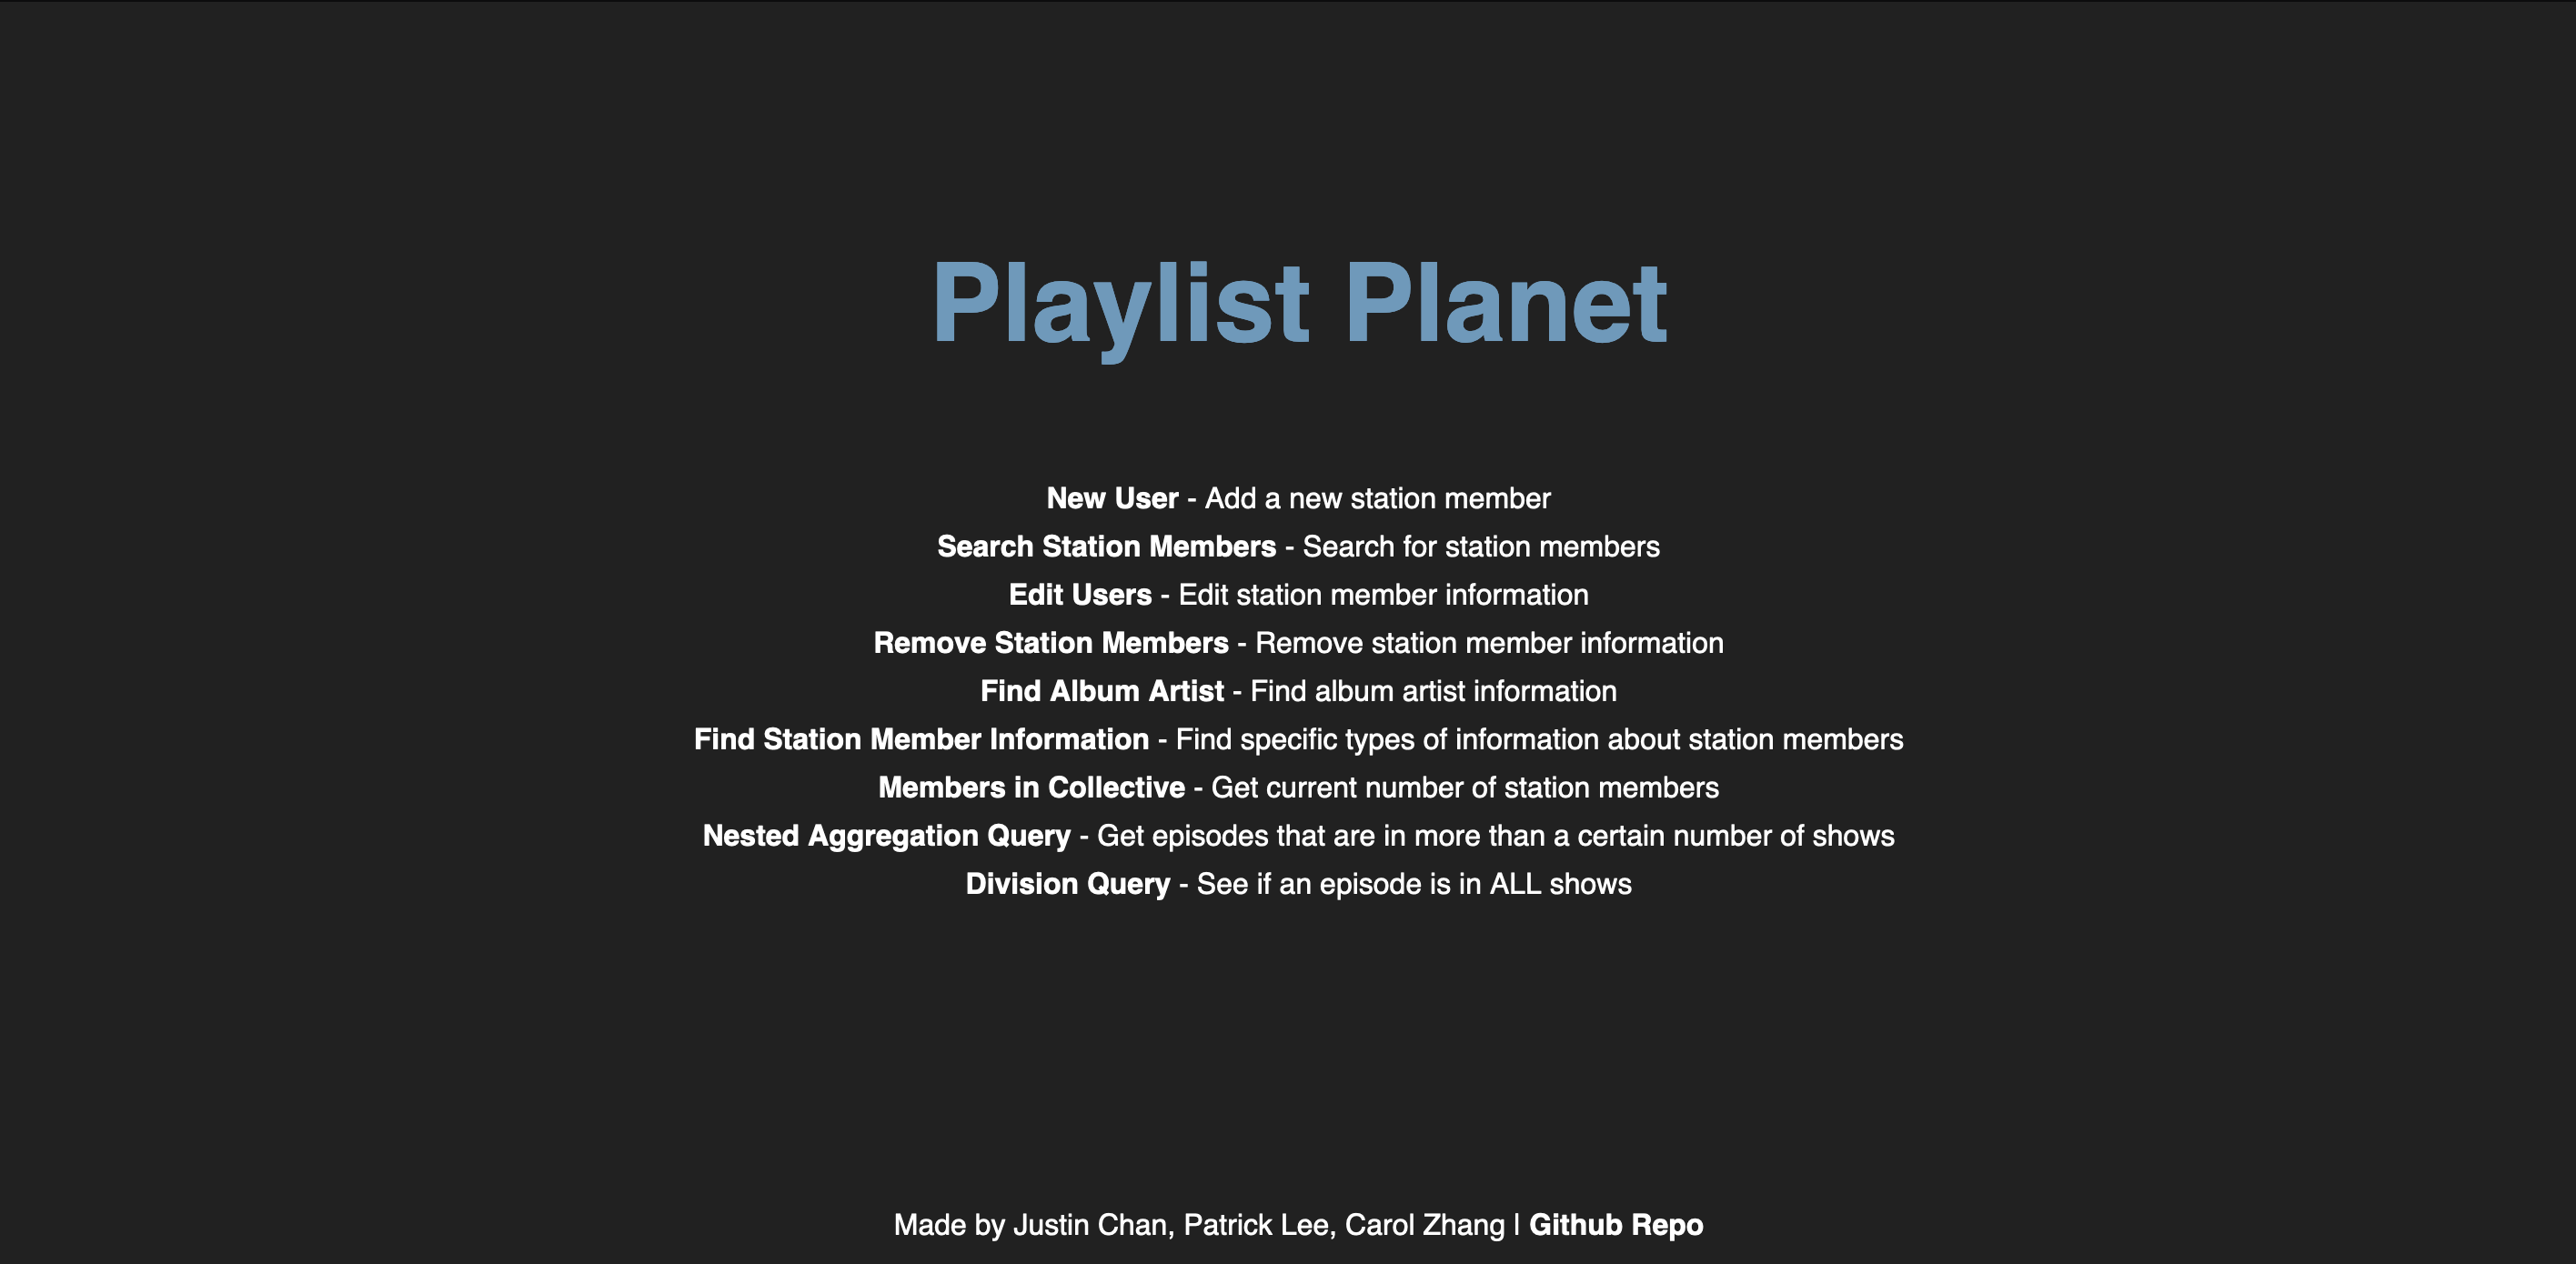 Playlist Planet
New User - Add a new station member
Search Station Members - Search for station members
Edit Users - Edit station member information
Remove Station Members - Remove station member information
Find Album Artist - Find album artist information
Find Station Member Information - Find specific types of information about station members
Members in Collective - Get current number of station members
Nested Aggregation Query - Get episodes that are in more than a certain number of shows
Division Query - See if an episode is in ALL shows
Made by Justin Chan, Patrick Lee, Carol Zhang | Github Repo